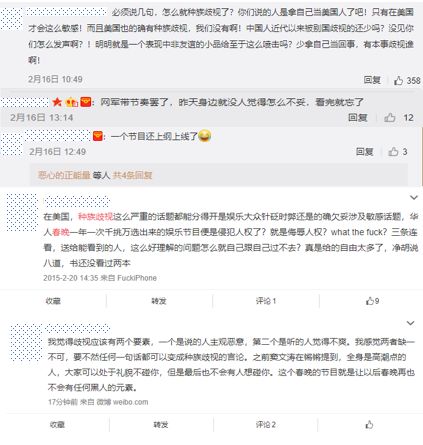 必须说几句，怎么就种族歧视了？你们说的人是拿自己当美国人了吧！只有在美国
才会这么敏感！而且美国也的确有种族歧视，我们没有啊！中国人近代以来被别国歧视的还少吗？没见你
们怎么发声啊？！明明就是一个表现中非友谊的小品给至于这么喷击吗？少拿自己当回事，有本事歧视谁
啊！
2月16日 10:49
回复
358
：网军带节奏罢了，昨天身边就没人觉得怎么不妥，看完就忘了
2月16日 13:14
回复
12
：一个节目还上纲上线了😂
2月16日 12:49
回复
3
恶心的正能量 等人 共4条回复
在美国，种族歧视这么严重的话题都能分得开是娱乐大众针砭时弊还是的确欠妥涉及敏感话题，华
人春晚一年一次千挑万选出来的娱乐节目便是侵犯人权了？就是侮辱人权？what the fuck？三条连
看，送给能看到的人，这么好理解的问题怎么就自己跟自己过不去？真是给的自由太多了，净胡说
八道，书还没看过两本
2015-2-20 14:35 来自 FuckiPhone
收藏
转发
评论 1
9
我觉得歧视应该有两个要素，一个是说的人主观恶意，第二个是听的人觉得不爽。我感觉两者缺一
不可，要不然任何一句话都可以变成种族歧视的言论。之前窦文涛在锵锵提到，全身是高潮点的
人，大家可以处于礼貌不碰你，但是最后也不会有人想碰你。这个春晚的节目就是让以后春晚再也
不会有任何黑人的元素。
17分钟前 来自 微博 weibo.com
收藏
转发
评论